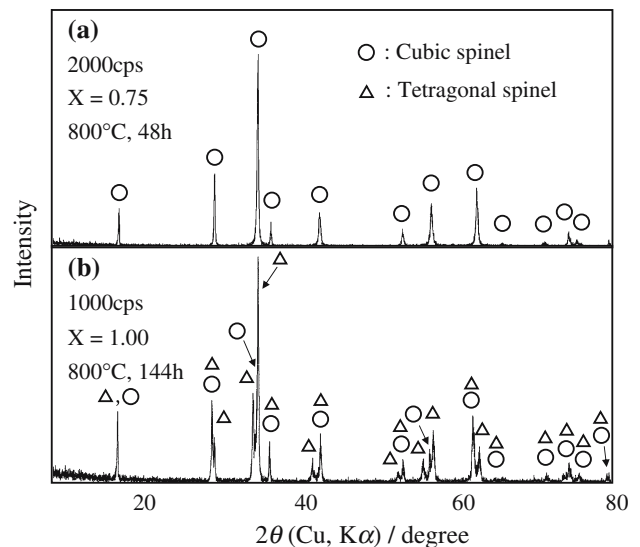 (a)
2000cps
X = 0.75
800°C, 48h
: Cubic spinel
: Tetragonal spinel
Intensity
(b)
1000cps
X = 1.00
800°C, 144h
,
20
40
60
80
2θ (Cu, Kα) / degree